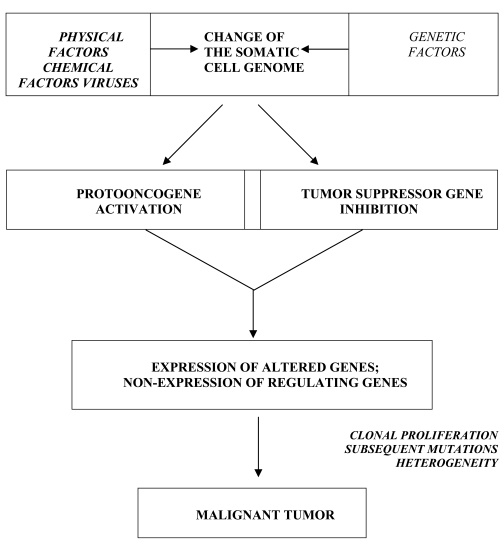 PHYSICAL
FACTORS
CHEMICAL
FACTORS VIRUSES
CHANGE OF
THE SOMATIC
CELL GENOME
GENETIC
FACTORS
PROTOONCOGENE
ACTIVATION
TUMOR SUPPRESSOR GENE
INHIBITION
EXPRESSION OF ALTERED GENES;
NON-EXPRESSION OF REGULATING GENES
CLONAL PROLIFERATION
SUBSEQUENT MUTATIONS
HETEROGENEITY
MALIGNANT TUMOR